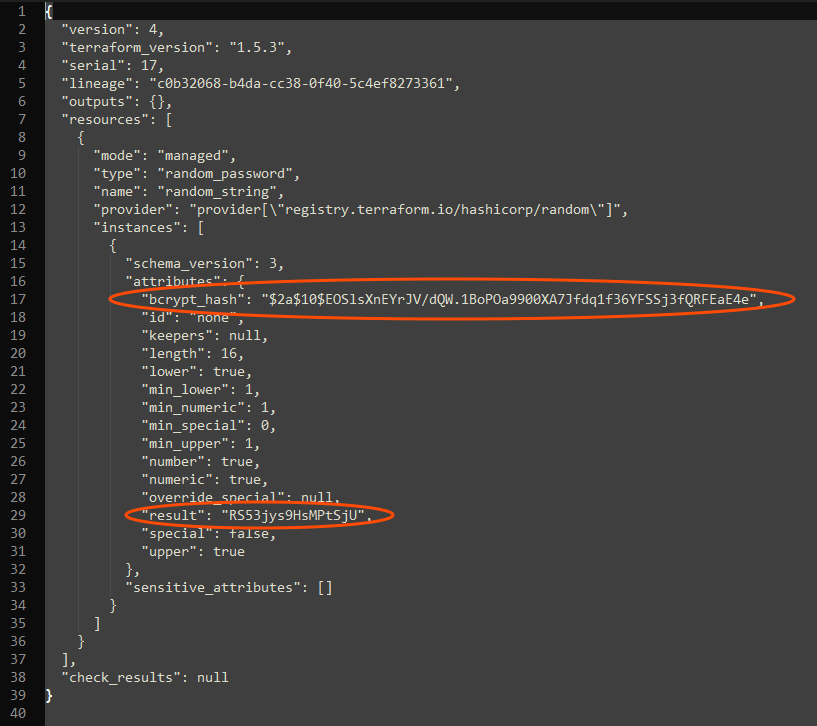 1 {
2 "version": 4,
3 "terraform_version": "1.5.3",
4 "serial": 17,
5 "lineage": "c0b32068-b4da-cc38-0f40-5c4ef8273361",
6 "outputs": {},
7 "resources": [
8 {
9 "mode": "managed",
10 "type": "random_password",
11 "name": "random_string",
12 "provider": "provider[\"registry.terraform.io/hashicorp/random\"]",
13 "instances": [
14 {
15 "schema_version": 3,
16 "attributes": {
17 "bcrypt_hash": "$2a$10$EOSlsXnEYrJV/dQW.1BoPOa9900XA7Jfdq1f36YFSSj3fQRFEaE4e",
18 "id": "none",
19 "keepers": null,
20 "length": 16,
21 "lower": true,
22 "min_lower": 1,
23 "min_numeric": 1,
24 "min_special": 0,
25 "min_upper": 1,
26 "number": true,
27 "numeric": true,
28 "override_special": null,
29 "result": "RS53jys9HsMPtSjU",
30 "special": false,
31 "upper": true
32 },
33 "sensitive_attributes": []
34 }
35 ]
36 }
37 ],
38 "check_results": null
39 }
40